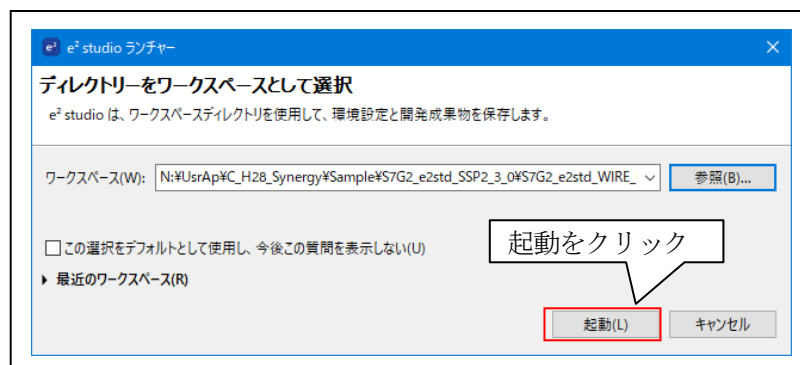 e² studio ランチャー
ディレクトリーをワークスペースとして選択
e² studio は、ワークスペースディレクトリを使用して、環境設定と開発成果物を保存します。
ワークスペース(W): N:¥UsrAp¥C_H28_Synergy¥Sample¥S7G2_e2std_SSP2_3_0¥S7G2_e2std_WIRE_ 参照(B)...
この選択をデフォルトとして使用し、今後この質問を表示しない(U)
起動をクリック
最近のワークスペース(R)
起動(L) キャンセル